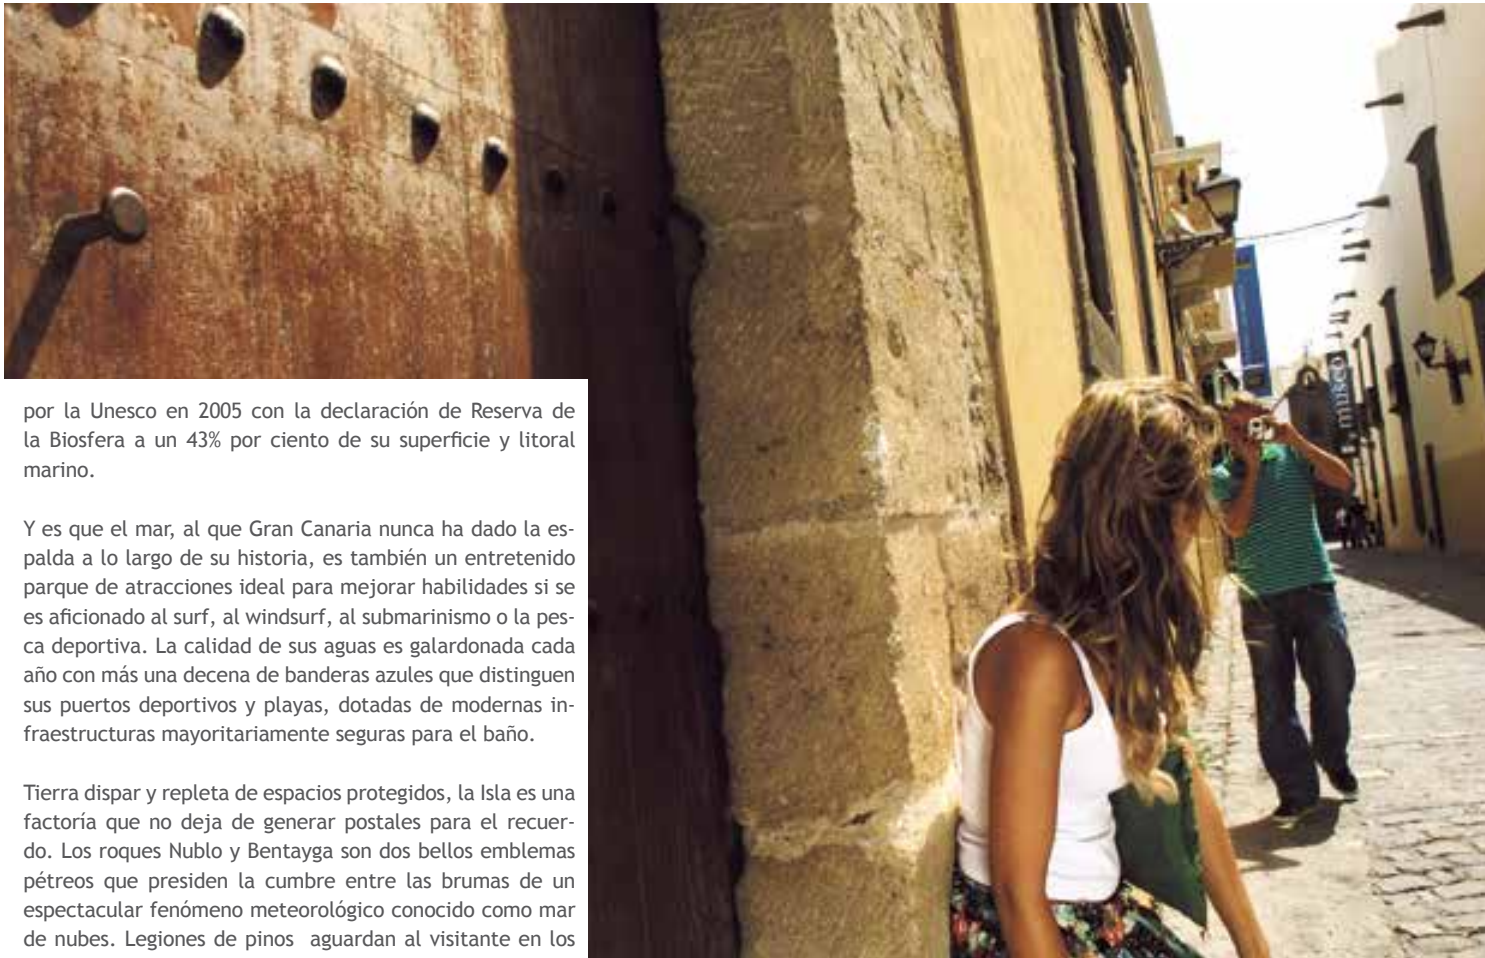 por la Unesco en 2005 con la declaración de Reserva de
la Biosfera a un 43% por ciento de su superficie y litoral
marino.
Y es que el mar, al que Gran Canaria nunca ha dado la es-
palda a lo largo de su historia, es también un entretenido
parque de atracciones ideal para mejorar habilidades si se
es aficionado al surf, al windsurf, al submarinismo o la pes-
ca deportiva. La calidad de sus aguas es galardonada cada
año con más una decena de banderas azules que distinguen
sus puertos deportivos y playas, dotadas de modernas in-
fraestructuras mayoritariamente seguras para el baño.
Tierra dispar y repleta de espacios protegidos, la Isla es una
factoría que no deja de generar postales para el recuer-
do. Los roques Nublo y Bentayga son dos bellos emblemas
pétreos que presiden la cumbre entre las brumas de un
espectacular fenómeno meteorológico conocido como mar
de nubes. Legiones de pinos  aguardan al visitante en los
museo